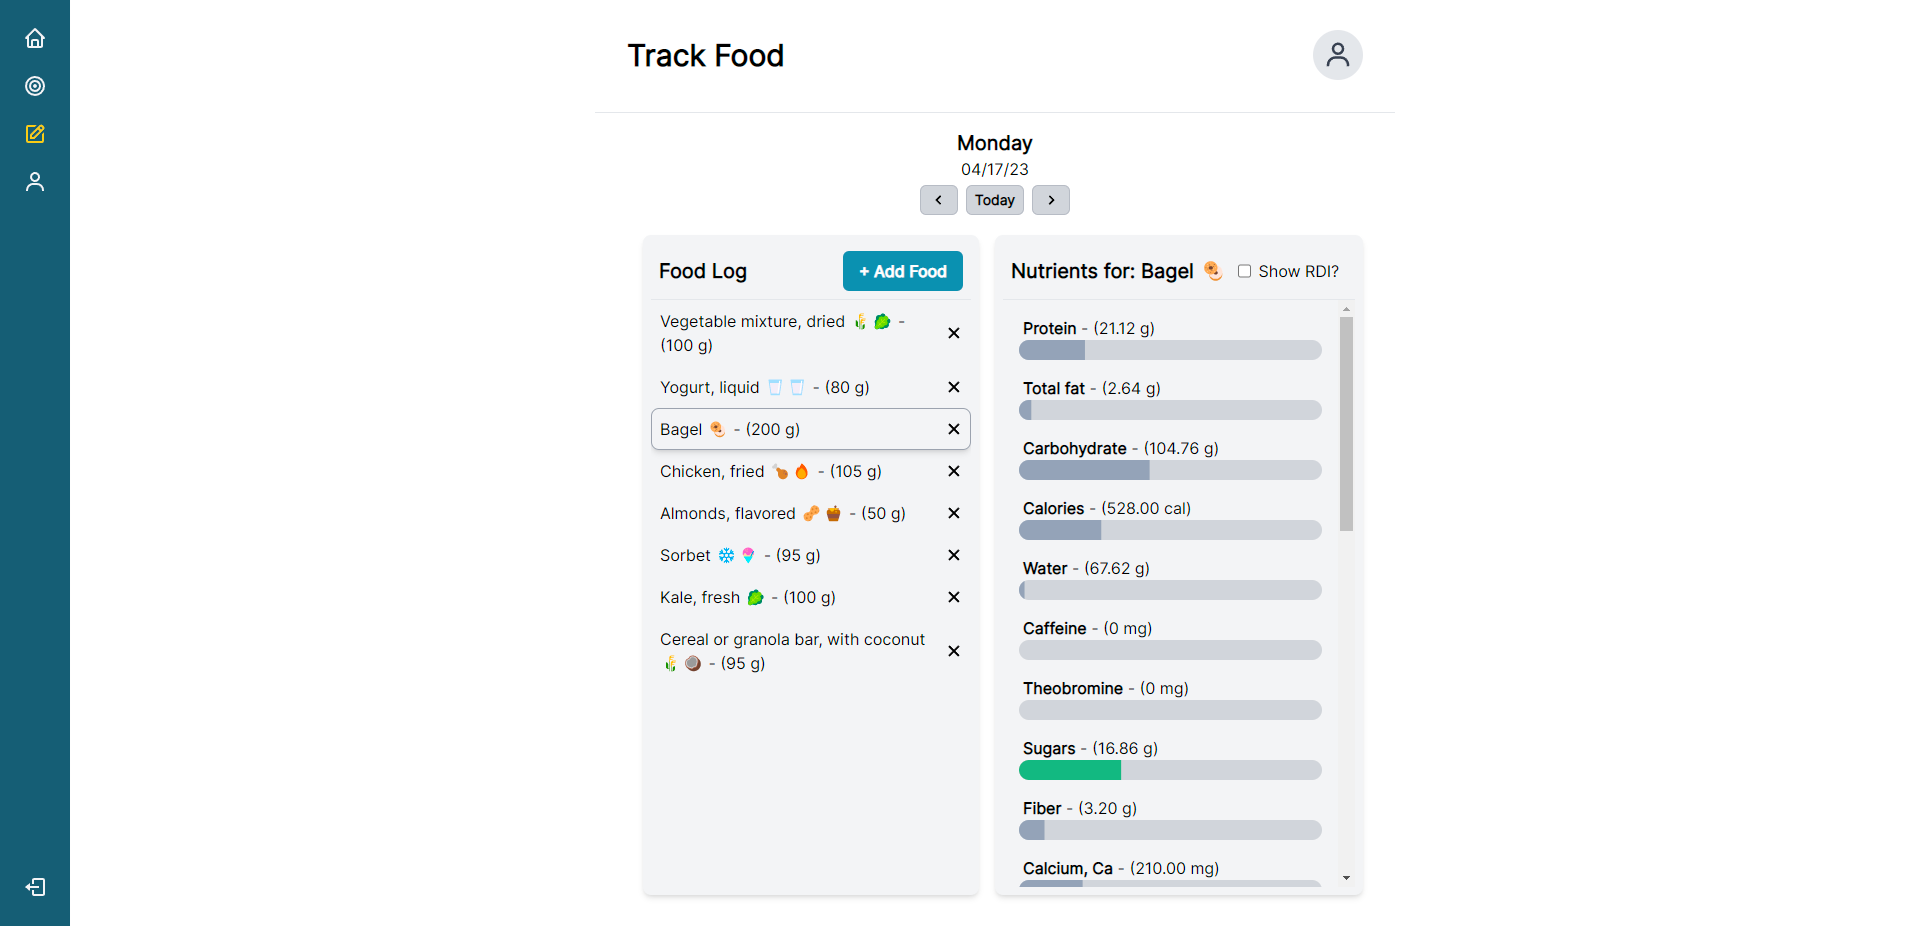 Track Food
Monday
04/17/23
Today
Food Log
+ Add Food
Vegetable mixture, dried 🌾 🥬 -
(100 g)
Yogurt, liquid 🥛 🥛 - (80 g)
Bagel 🥯 - (200 g)
Chicken, fried 🍗 🔥 - (105 g)
Almonds, flavored 🥜 🌰 - (50 g)
Sorbet ❄️ 🍧 - (95 g)
Kale, fresh 🥬 - (100 g)
Cereal or granola bar, with coconut
🌾 🥥 - (95 g)
Nutrients for: Bagel 🥯
Show RDI?
Protein - (21.12 g)
Total fat - (2.64 g)
Carbohydrate - (104.76 g)
Calories - (528.00 cal)
Water - (67.62 g)
Caffeine - (0 mg)
Theobromine - (0 mg)
Sugars - (16.86 g)
Fiber - (3.20 g)
Calcium, Ca - (210.00 mg)